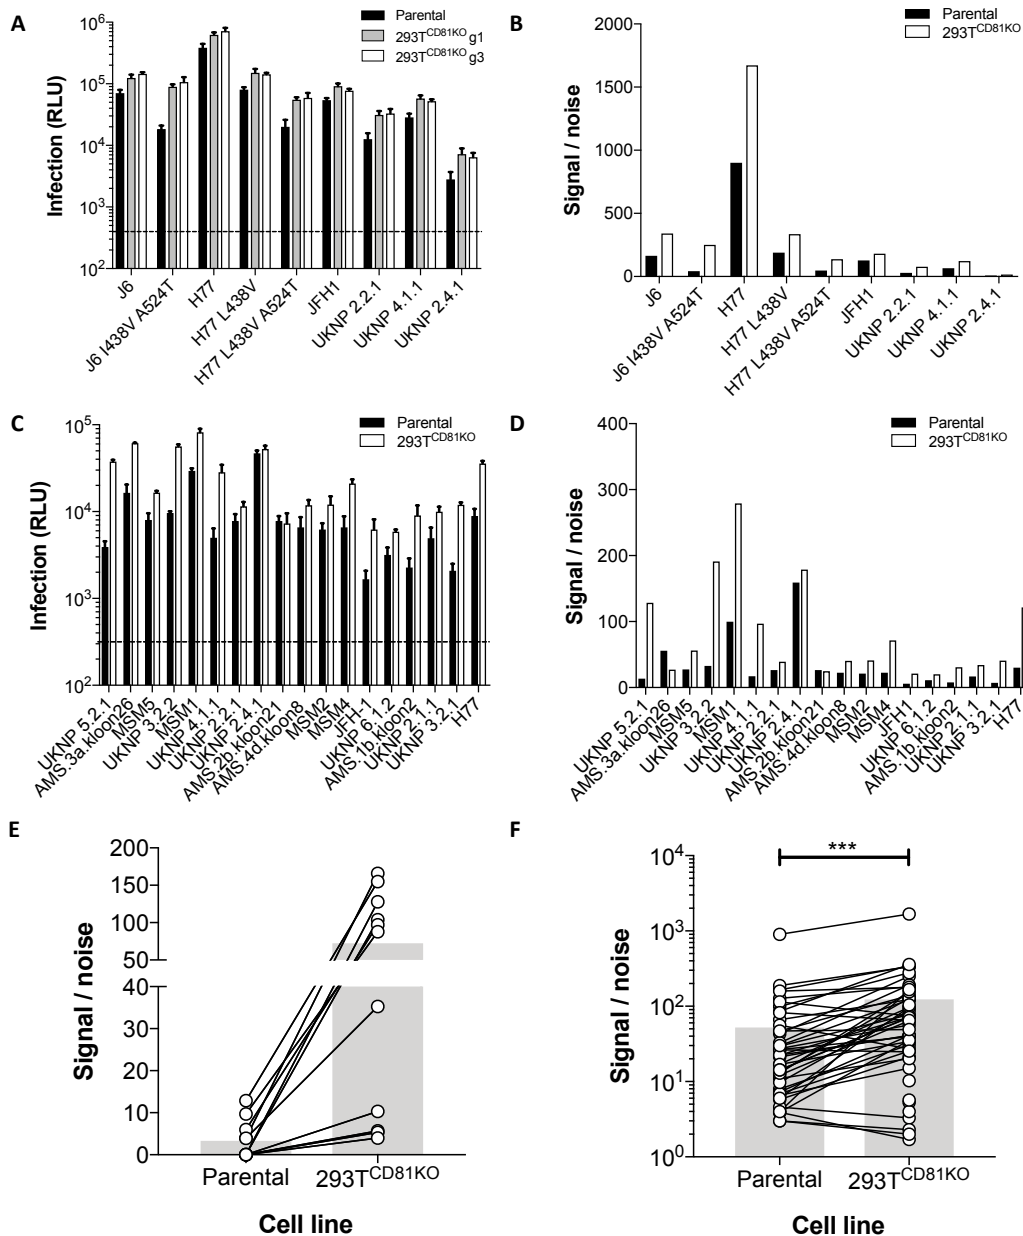 A
Infection (RLU)
10^6
10^5
10^4
10^3
10^2
Parental
293T^CD81KO g1
293T^CD81KO g3
J6
J6 I438V A524T
H77
H77 L438V
H77 L438V A524T
JFH1
UKNP 2.2.1
UKNP 4.1.1
UKNP 2.4.1
B
Signal / noise
2000
1500
1000
500
0
Parental
293T^CD81KO
J6
J6 I438V A524T
H77
H77 L438V
H77 L438V A524T
JFH1
UKNP 2.2.1
UKNP 4.1.1
UKNP 2.4.1
C
Infection (RLU)
10^5
10^4
10^3
10^2
Parental
293T^CD81KO
UKNP 5.2.1
AMS.3a.kloon26
MSM5
UKNP 3.2.2
MSM1
UKNP 4.1.1
UKNP 2.2.1
UKNP 2.4.1
AMS.2b.kloon21
AMS.4d.kloon8
MSM2
MSM4
JFH-1
UKNP 6.1.2
AMS.1b.kloon2
UKNP 2.1.1
UKNP 3.2.1
H77
D
Signal / noise
400
300
200
100
0
Parental
293T^CD81KO
UKNP 5.2.1
AMS.3a.kloon26
MSM5
UKNP 3.2.2
MSM1
UKNP 4.1.1
UKNP 2.2.1
UKNP 2.4.1
AMS.2b.kloon21
AMS.4d.kloon8
MSM2
MSM4
JFH1
UKNP 6.1.2
AMS.1b.kloon2
UKNP 2.1.1
UKNP 3.2.1
H77
E
Signal / noise
200
150
100
50
40
30
20
10
0
Parental
293T^CD81KO
Cell line
F
Signal / noise
10^4
10^3
10^2
10^1
10^0
***
Parental
293T^CD81KO
Cell line